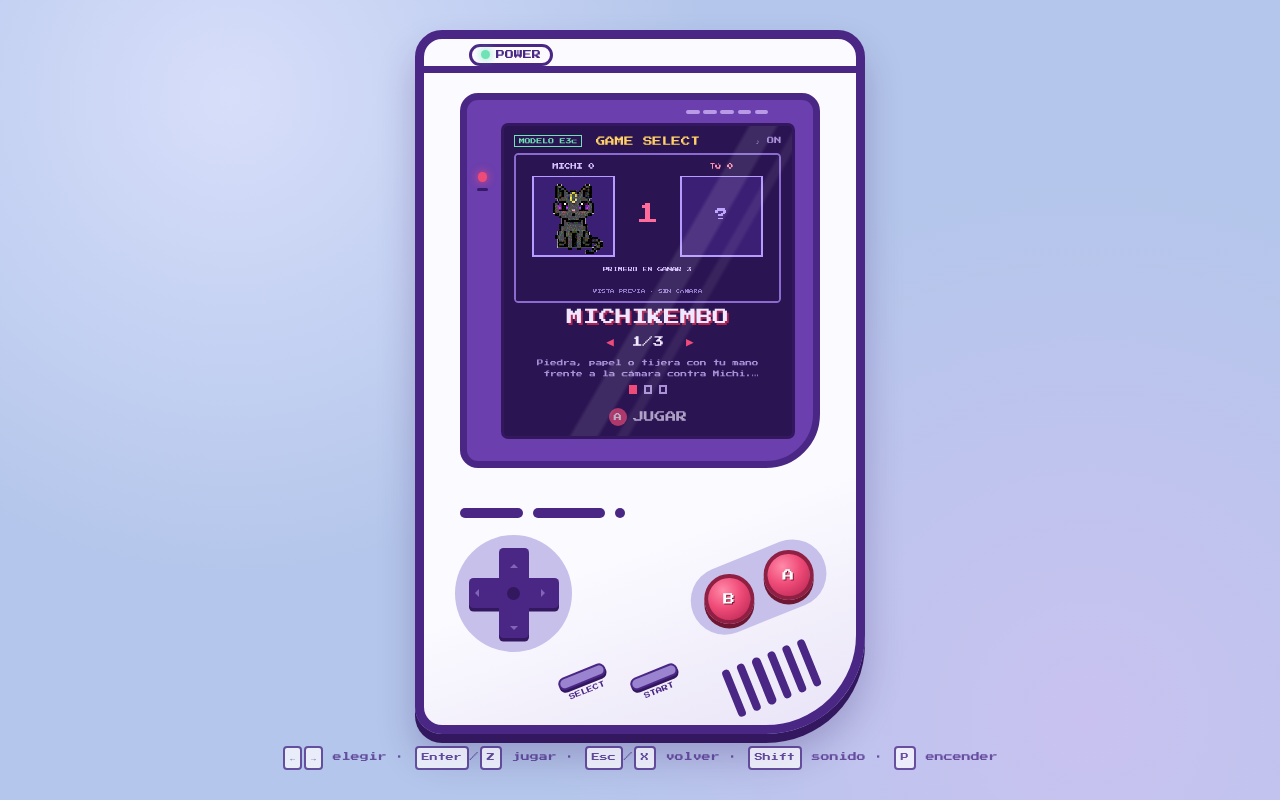 POWER
MODELO E3c GAME SELECT ♪ ON
MICHI 0 TÚ 0
1 ?
PRIMERO EN GANAR 3
VISTA PREVIA · SIN CÁMARA
MICHIKEMBO
◀ 1/3 ▶
Piedra, papel o tijera con tu mano
frente a la cámara contra Michi.…
A JUGAR
A
B
SELECT START
← → elegir · Enter/Z jugar · Esc/X volver · Shift sonido · P encender